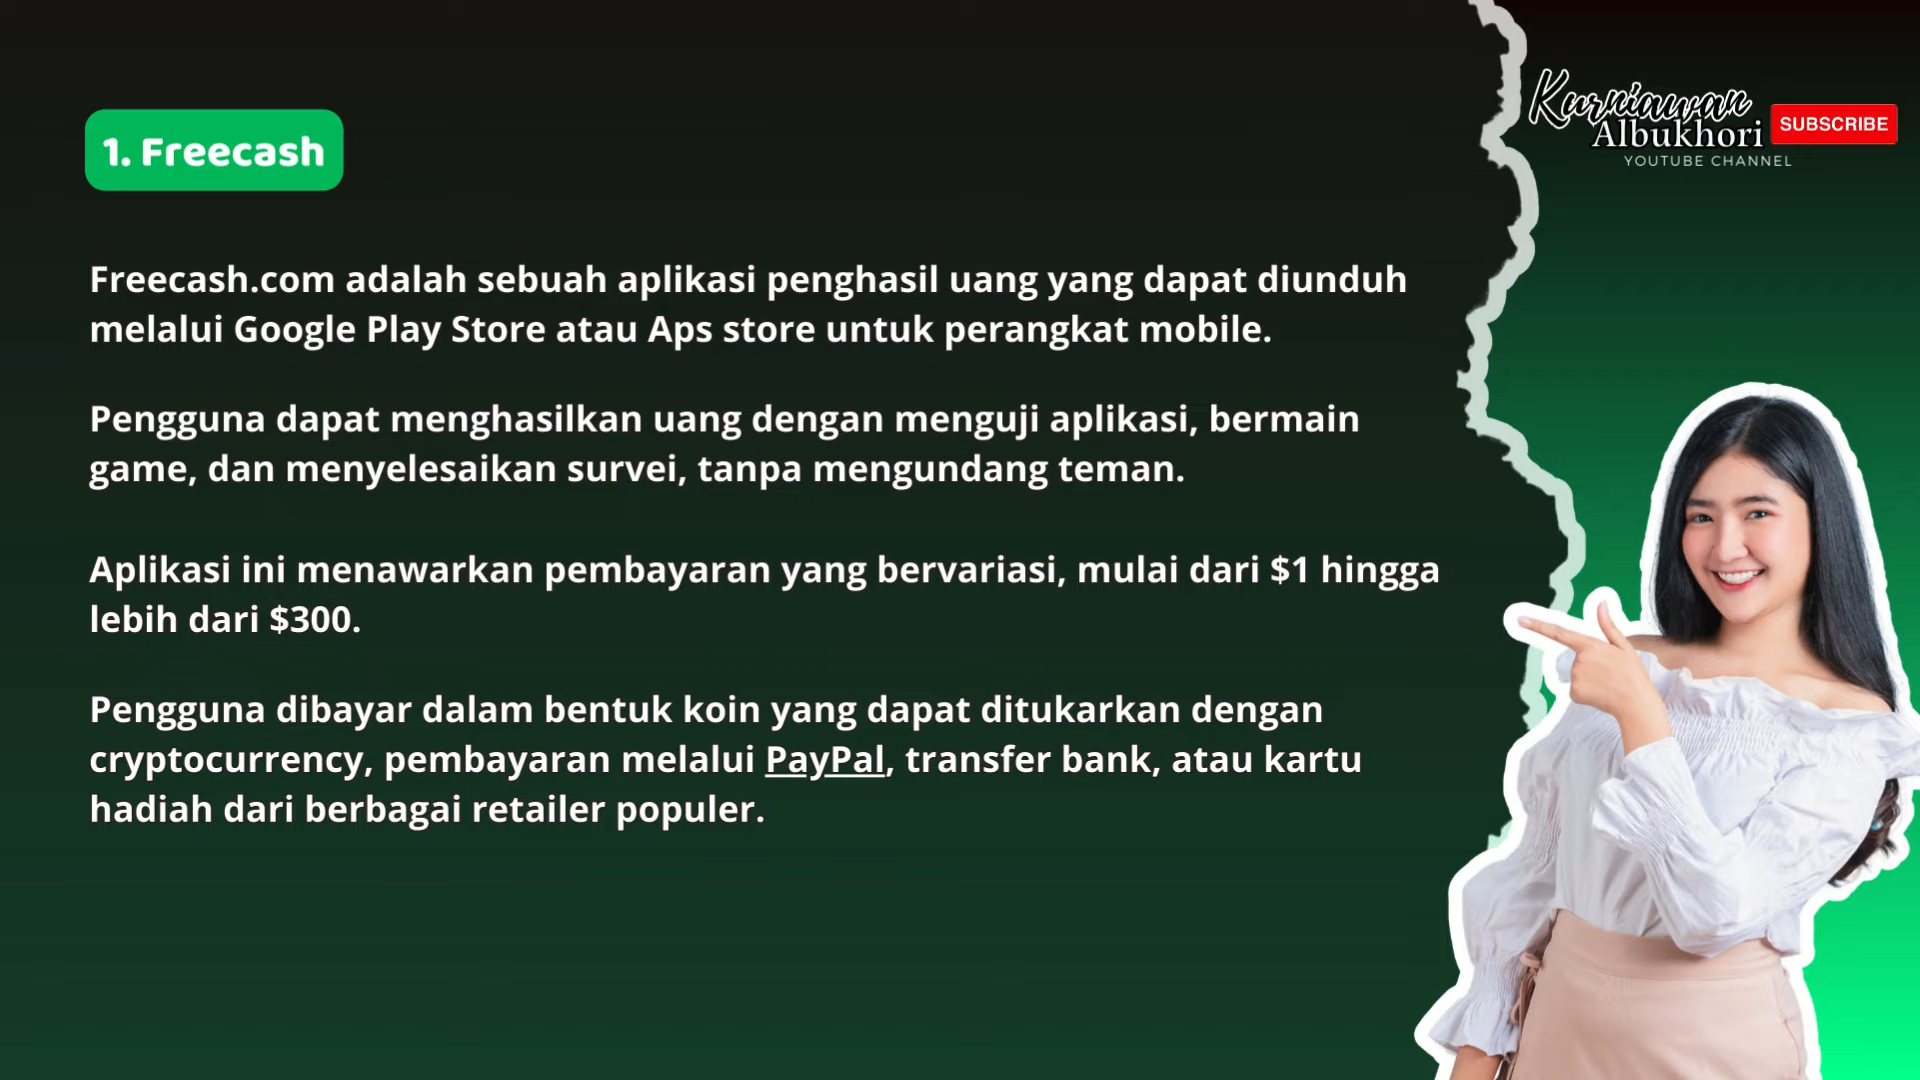 Kurniawan
Albukhori
SUBSCRIBE
YOUTUBE CHANNEL
1. Freecash
Freecash.com adalah sebuah aplikasi penghasil uang yang dapat diunduh
melalui Google Play Store atau Aps store untuk perangkat mobile.
Pengguna dapat menghasilkan uang dengan menguji aplikasi, bermain
game, dan menyelesaikan survei, tanpa mengundang teman.
Aplikasi ini menawarkan pembayaran yang bervariasi, mulai dari $1 hingga
lebih dari $300.
Pengguna dibayar dalam bentuk koin yang dapat ditukarkan dengan
cryptocurrency, pembayaran melalui PayPal, transfer bank, atau kartu
hadiah dari berbagai retailer populer.